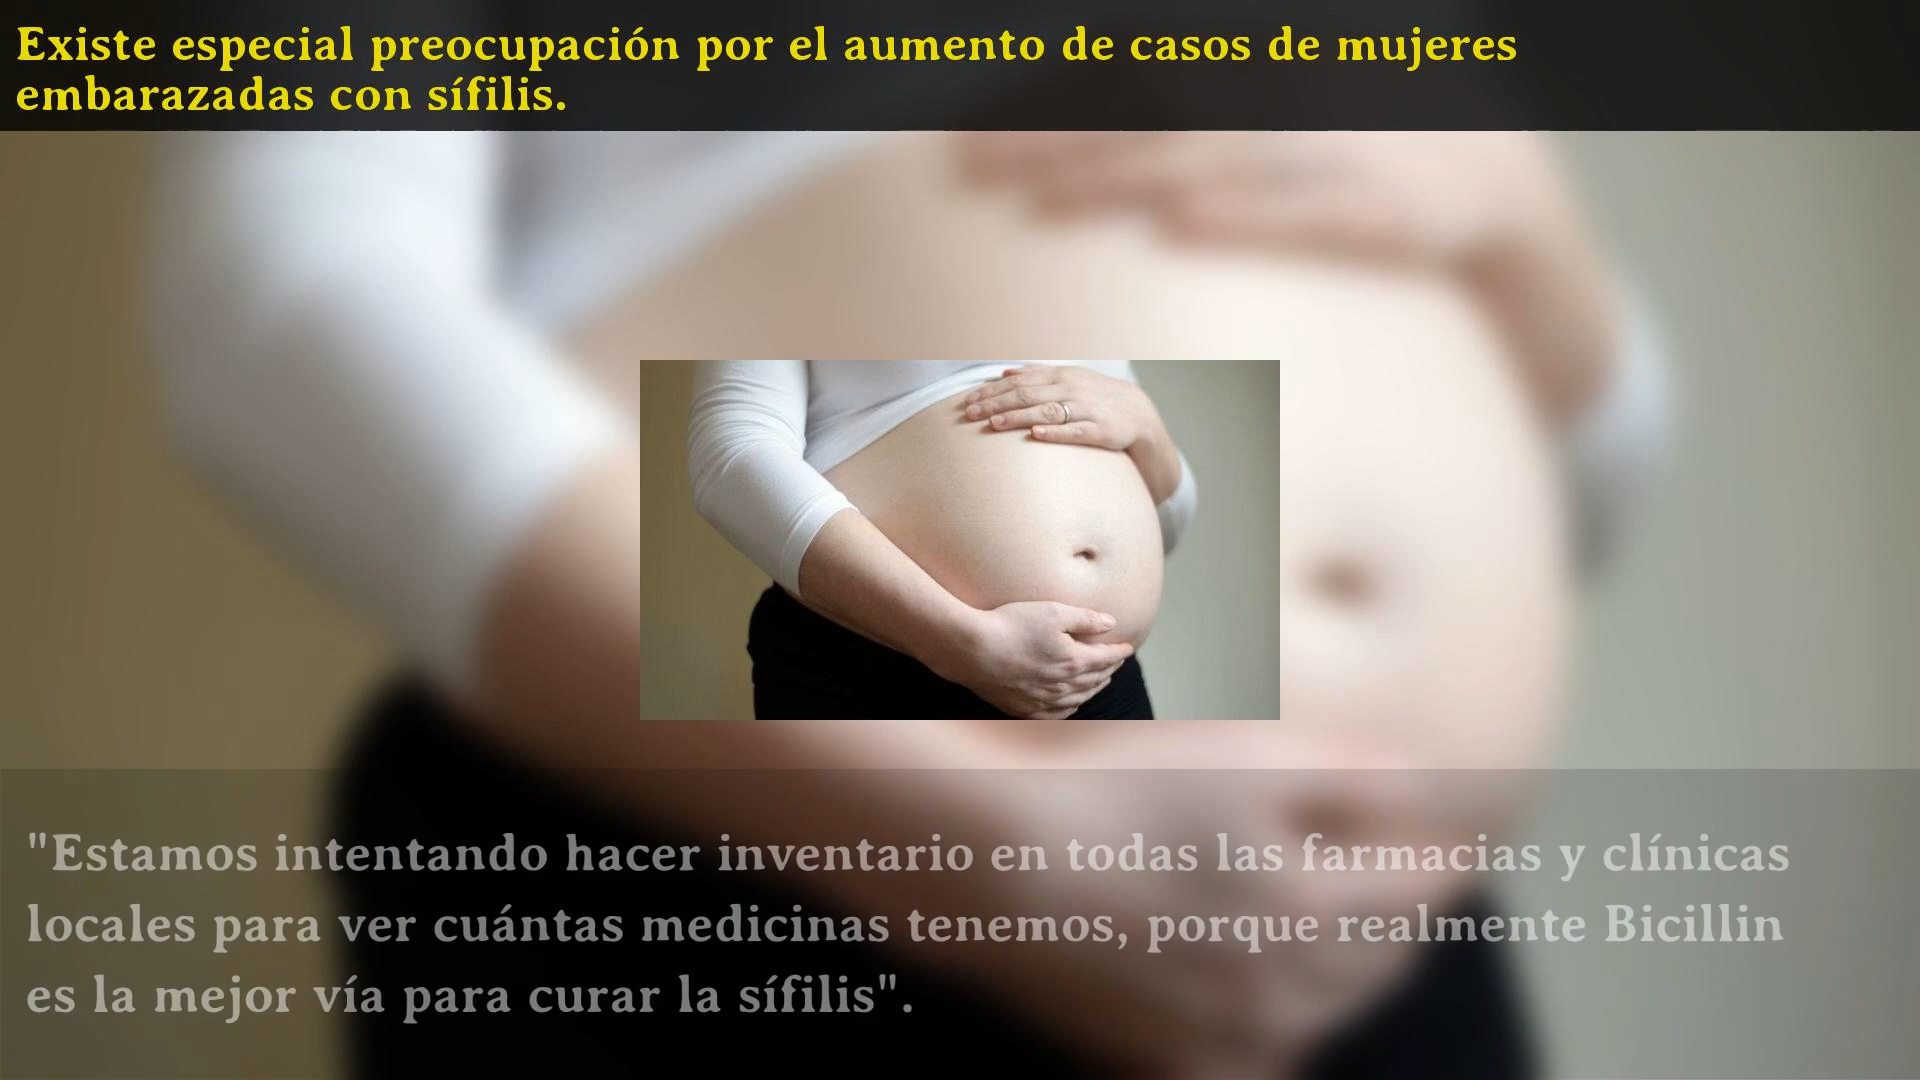 Existe especial preocupación por el aumento de casos de mujeres
embarazadas con sífilis.
"Estamos intentando hacer inventario en todas las farmacias y clínicas
locales para ver cuántas medicinas tenemos, porque realmente Bicillin
es la mejor vía para curar la sífilis".